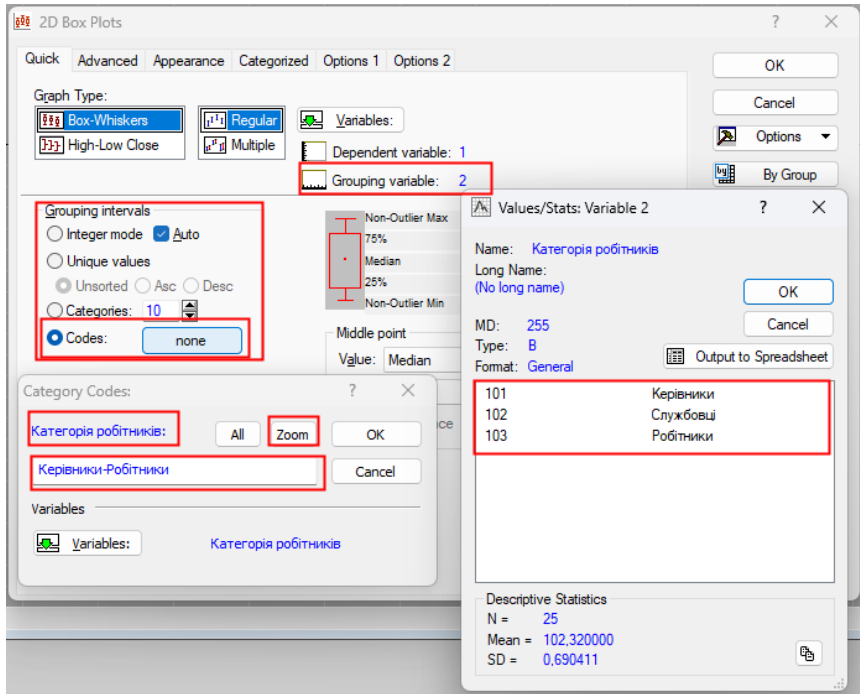 2D Box Plots
Quick Advanced Appearance Categorized Options 1 Options 2
Graph Type:
Box-Whiskers
High-Low Close
Regular
Multiple
Variables:
Dependent variable: 1
Grouping variable: 2
OK
Cancel
Options
By Group
Grouping intervals
Integer mode Auto
Unique values
Unsorted Asc Desc
Categories: 10
Codes: none
Non-Outlier Max
75%
Median
25%
Non-Outlier Min
Middle point
Value: Median
Category Codes:
Категорія робітників: All Zoom OK
Керівники-Робітники Cancel
Variables
Variables: Категорія робітників
Values/Stats: Variable 2
Name: Категорія робітників
Long Name:
(No long name)
OK
MD: 255
Cancel
Type: B
Output to Spreadsheet
Format: General
101 Керівники
102 Службовці
103 Робітники
Descriptive Statistics
N = 25
Mean = 102,320000
SD = 0,690411